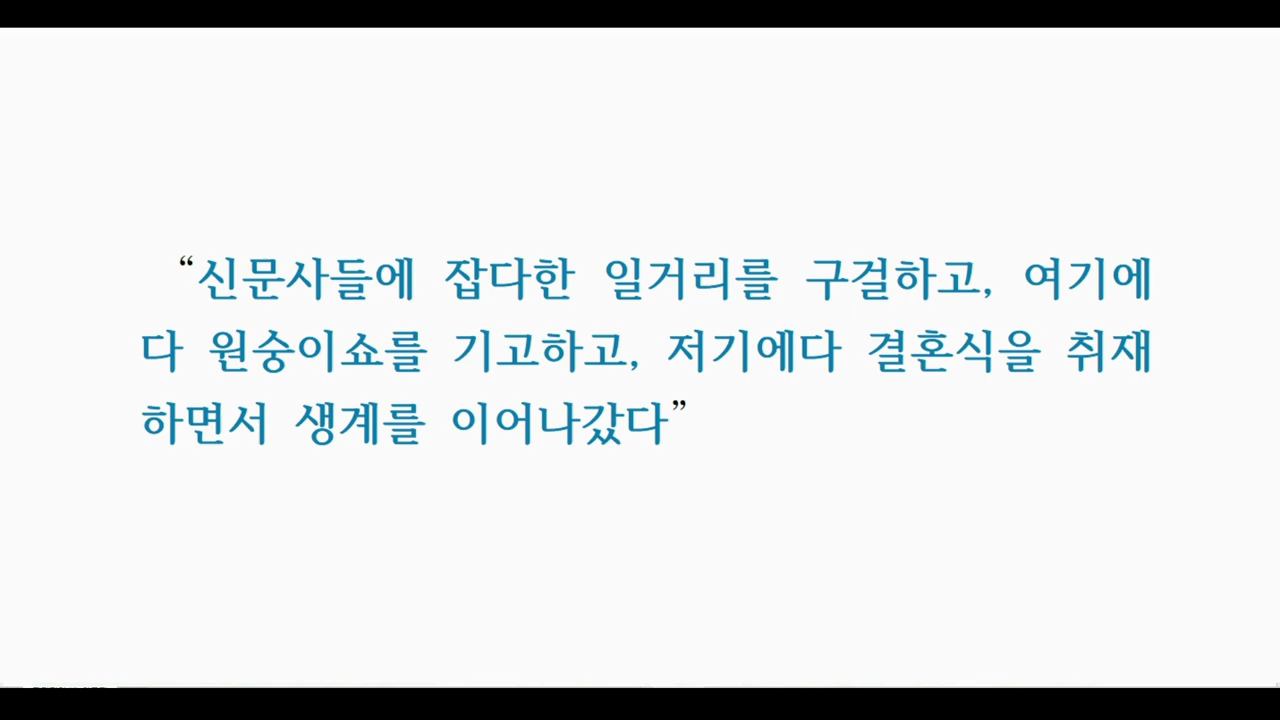 “신문사들에 잡다한 일거리를 구걸하고, 여기에
다 원숭이쇼를 기고하고, 저기에다 결혼식을 취재
하면서 생계를 이어나갔다”